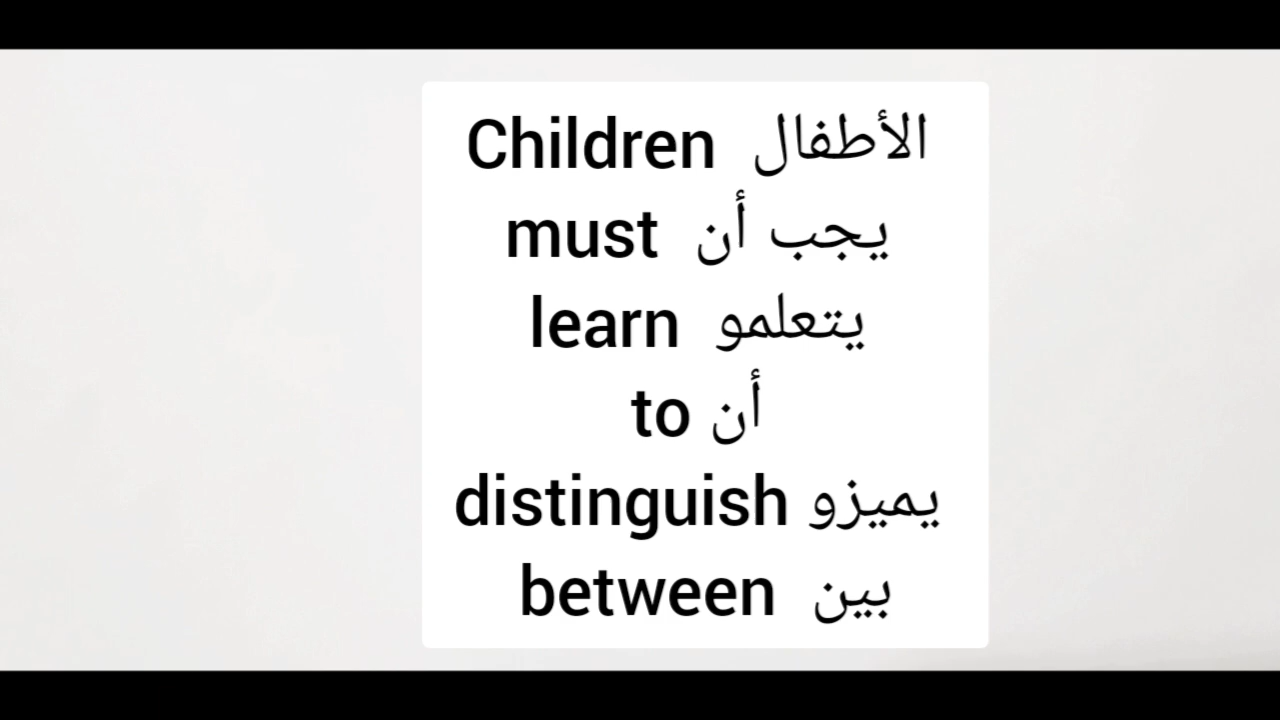 Children الأطفال
must يجب أن
learn يتعلمو
to أن
distinguish يميزو
between بين